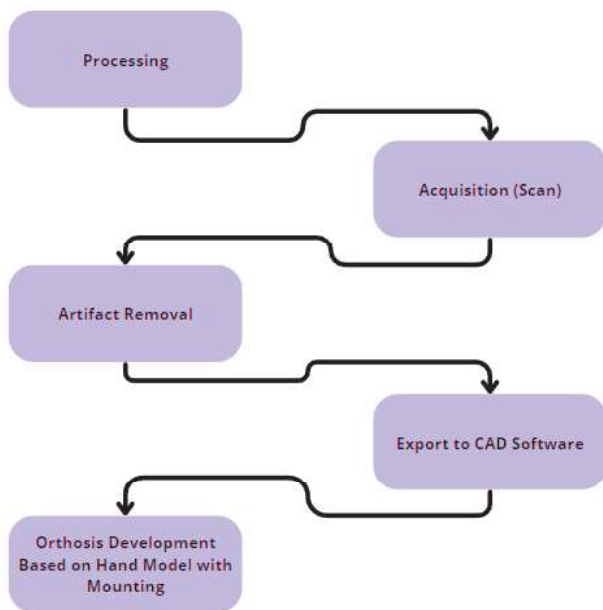 Processing
Acquisition (Scan)
Artifact Removal
Export to CAD Software
Orthosis Development
Based on Hand Model with
Mounting